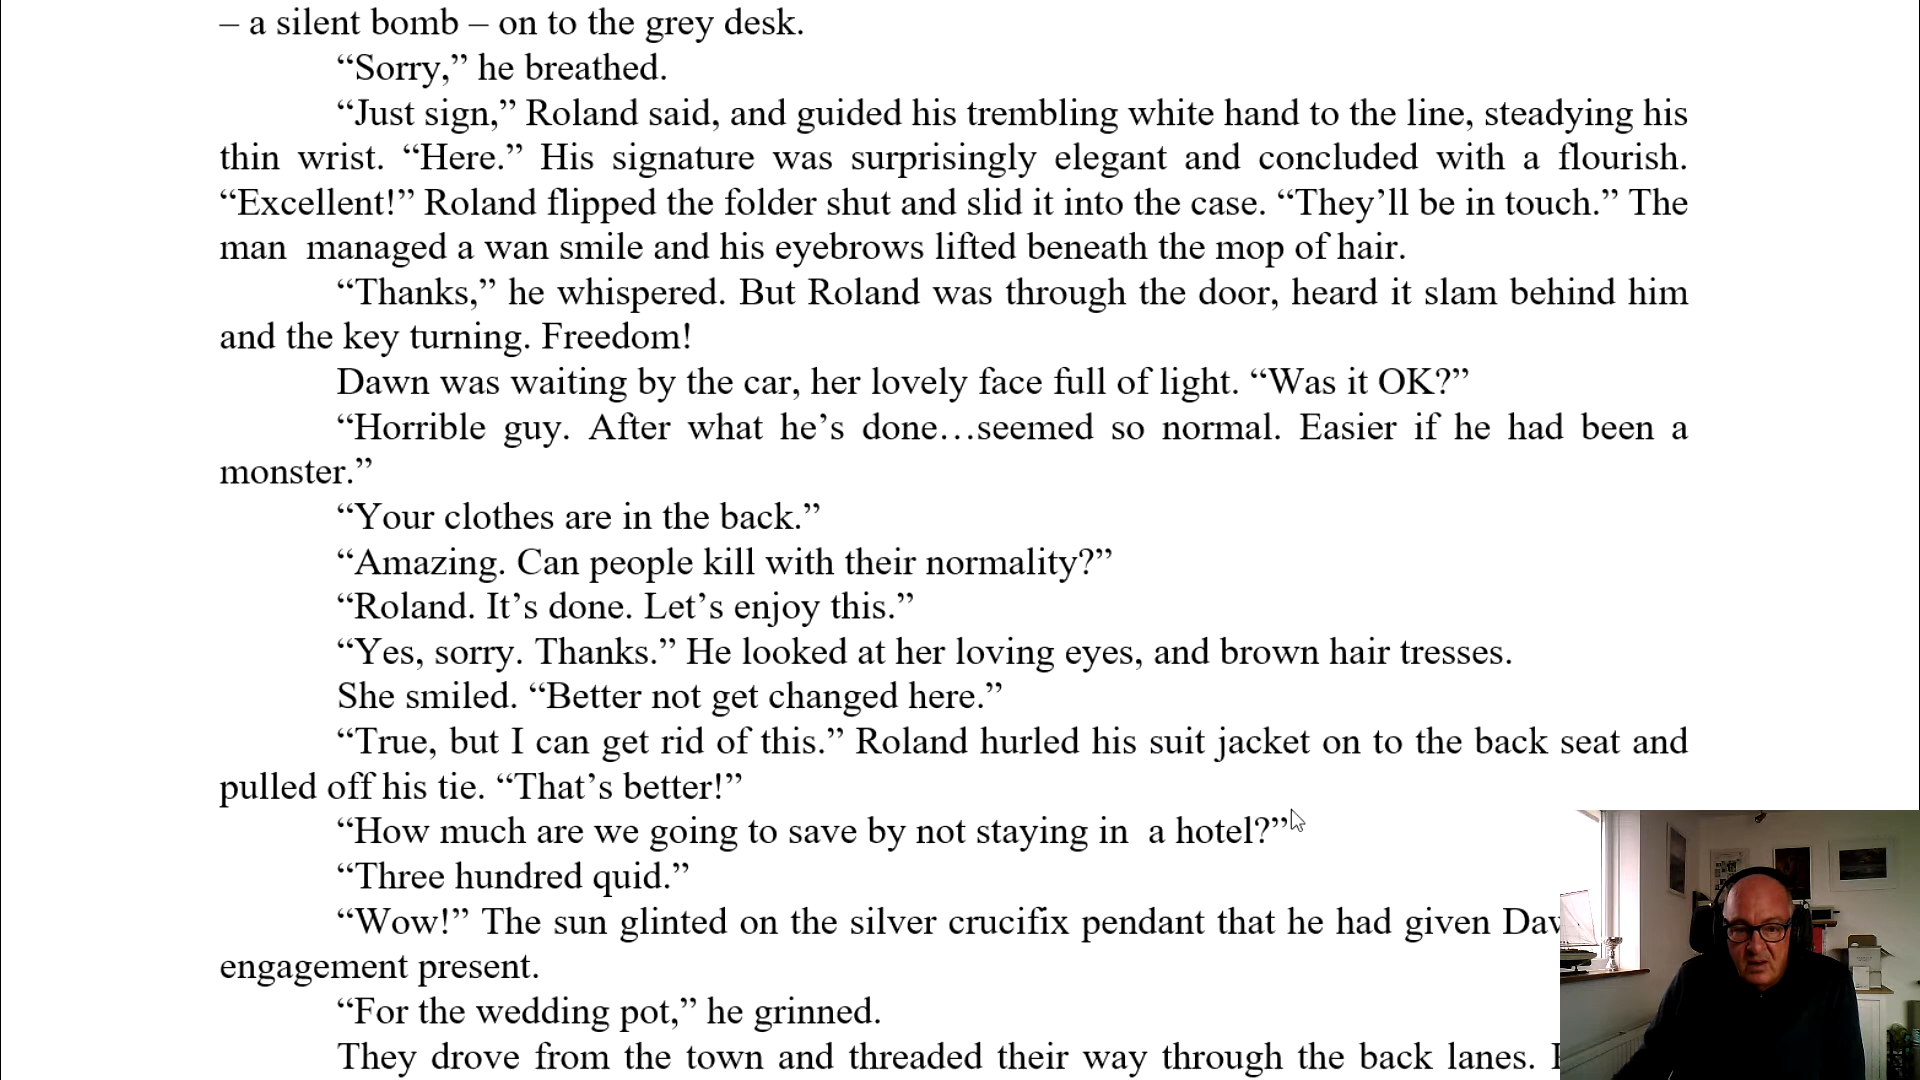 – a silent bomb – on to the grey desk.
“Sorry,” he breathed.
“Just sign,” Roland said, and guided his trembling white hand to the line, steadying his
thin wrist. “Here.” His signature was surprisingly elegant and concluded with a flourish.
“Excellent!” Roland flipped the folder shut and slid it into the case. “They’ll be in touch.” The
man  managed a wan smile and his eyebrows lifted beneath the mop of hair.
“Thanks,” he whispered. But Roland was through the door, heard it slam behind him
and the key turning. Freedom!
Dawn was waiting by the car, her lovely face full of light. “Was it OK?”
“Horrible guy. After what he’s done…seemed so normal. Easier if he had been a
monster.”
“Your clothes are in the back.”
“Amazing. Can people kill with their normality?”
“Roland. It’s done. Let’s enjoy this.”
“Yes, sorry. Thanks.” He looked at her loving eyes, and brown hair tresses.
She smiled. “Better not get changed here.”
“True, but I can get rid of this.” Roland hurled his suit jacket on to the back seat and
pulled off his tie. “That’s better!”
“How much are we going to save by not staying in  a hotel?”
“Three hundred quid.”
“Wow!” The sun glinted on the silver crucifix pendant that he had given
engagement present.
“For the wedding pot,” he grinned.
They drove from the town and threaded their way through the back lanes.